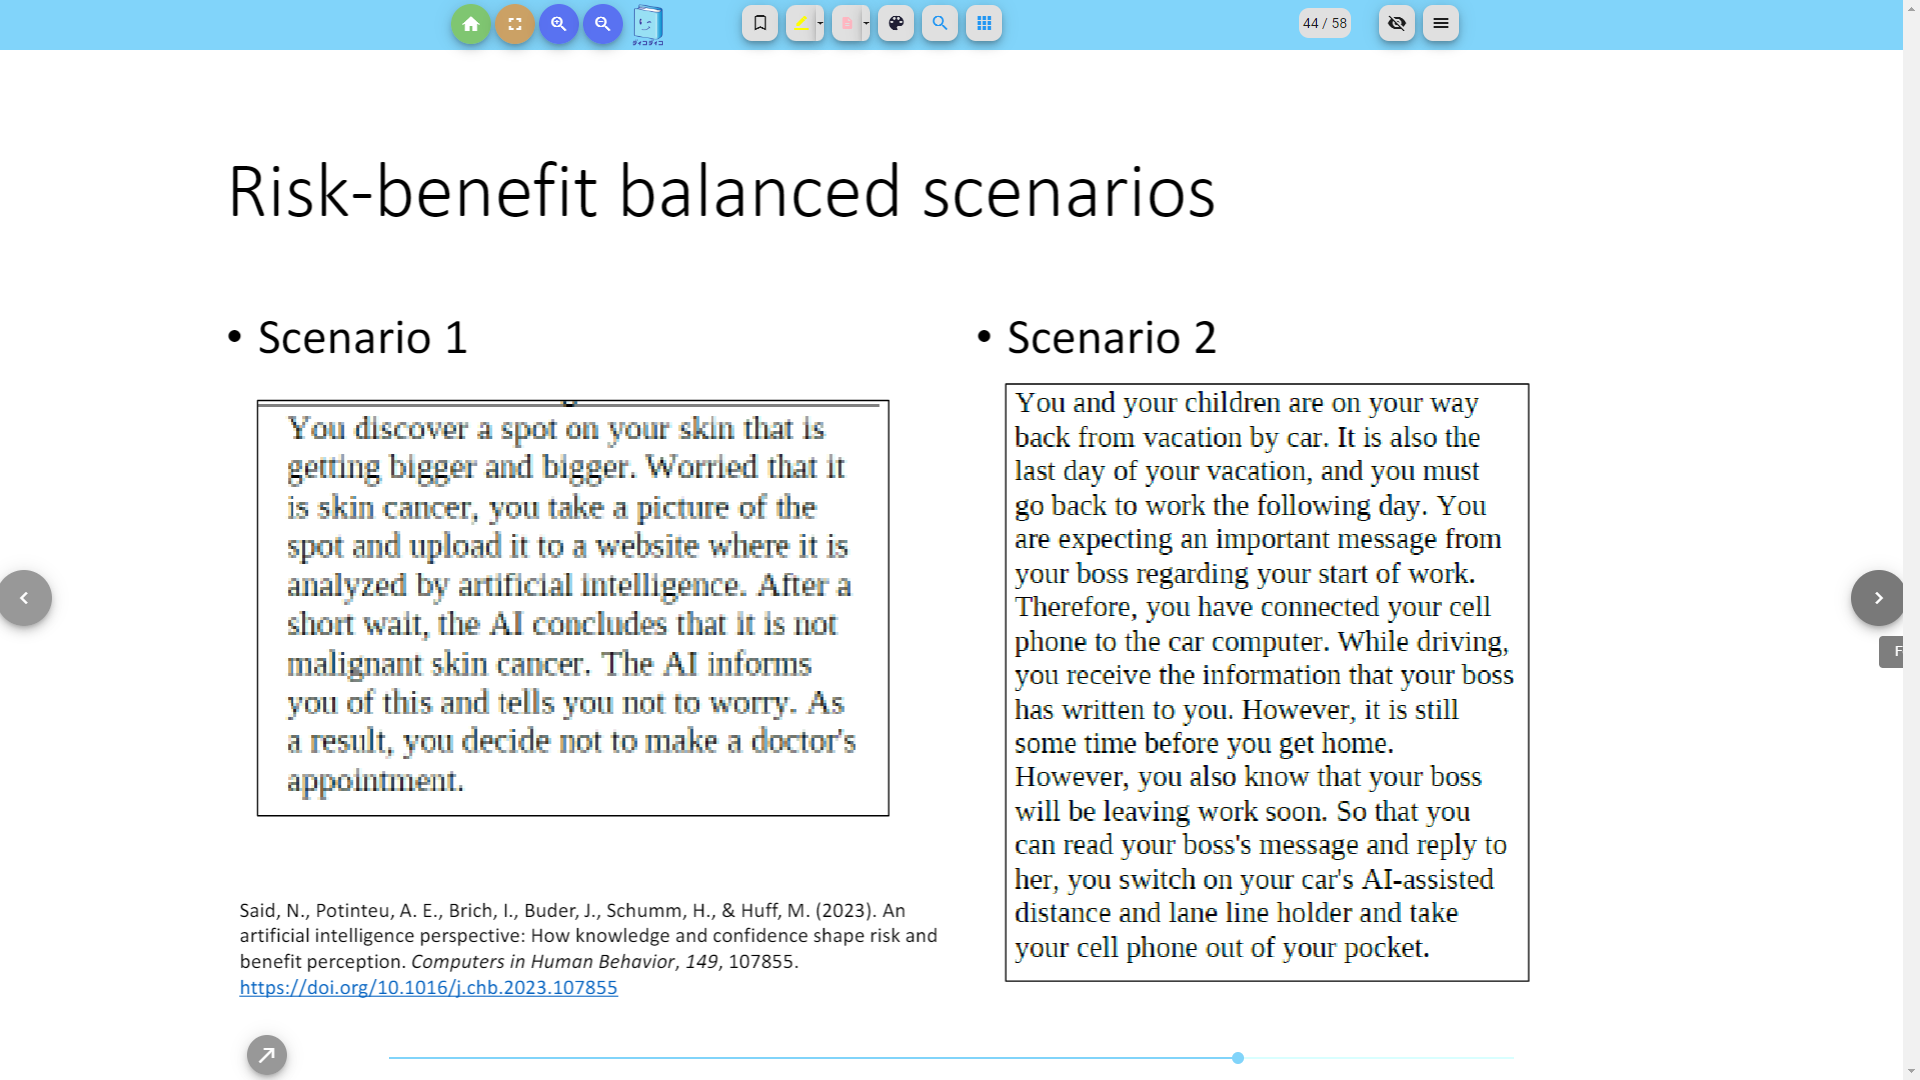 ダイコダイコ
44 / 58
Risk-benefit balanced scenarios
• Scenario 1
You discover a spot on your skin that is
getting bigger and bigger. Worried that it
is skin cancer, you take a picture of the
spot and upload it to a website where it is
analyzed by artificial intelligence. After a
short wait, the AI concludes that it is not
malignant skin cancer. The AI informs
you of this and tells you not to worry. As
a result, you decide not to make a doctor's
appointment.
Said, N., Potinteu, A. E., Brich, I., Buder, J., Schumm, H., & Huff, M. (2023). An
artificial intelligence perspective: How knowledge and confidence shape risk and
benefit perception. Computers in Human Behavior, 149, 107855.
https://doi.org/10.1016/j.chb.2023.107855
• Scenario 2
You and your children are on your way
back from vacation by car. It is also the
last day of your vacation, and you must
go back to work the following day. You
are expecting an important message from
your boss regarding your start of work.
Therefore, you have connected your cell
phone to the car computer. While driving,
you receive the information that your boss
has written to you. However, it is still
some time before you get home.
However, you also know that your boss
will be leaving work soon. So that you
can read your boss's message and reply to
her, you switch on your car's AI-assisted
distance and lane line holder and take
your cell phone out of your pocket.
F